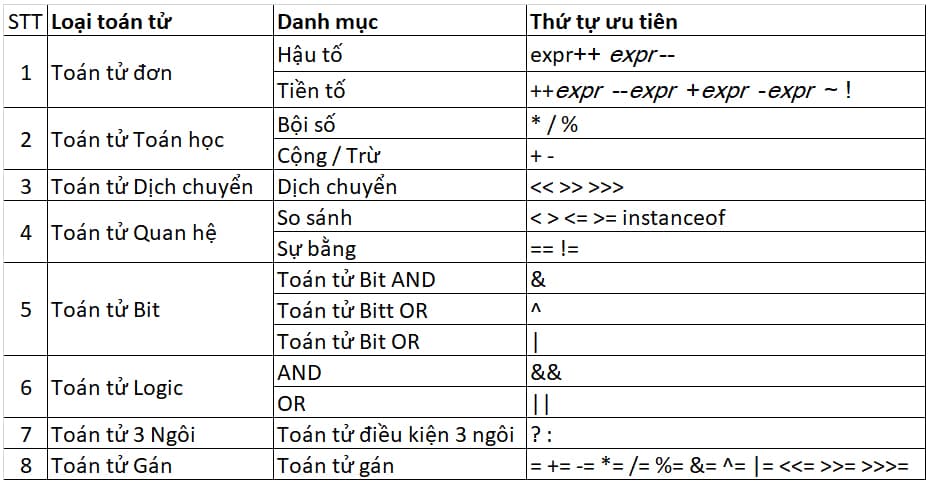 STT Loại toán tử Danh mục Thứ tự ưu tiên
1 Toán tử đơn Hậu tố expr++ expr--
Tiền tố ++expr --expr +expr -expr ~ !
2 Toán tử Toán học Bội số * / %
Cộng / Trừ + -
3 Toán tử Dịch chuyển Dịch chuyển << >> >>>
4 Toán tử Quan hệ So sánh < > <= >= instanceof
Sự bằng == !=
5 Toán tử Bit Toán tử Bit AND &
Toán tử Bitt OR ^
Toán tử Bit OR |
6 Toán tử Logic AND &&
OR ||
7 Toán tử 3 Ngôi Toán tử điều kiện 3 ngôi ? :
8 Toán tử Gán Toán tử gán = += -= *= /= %= &= ^= |= <<= >>= >>>=